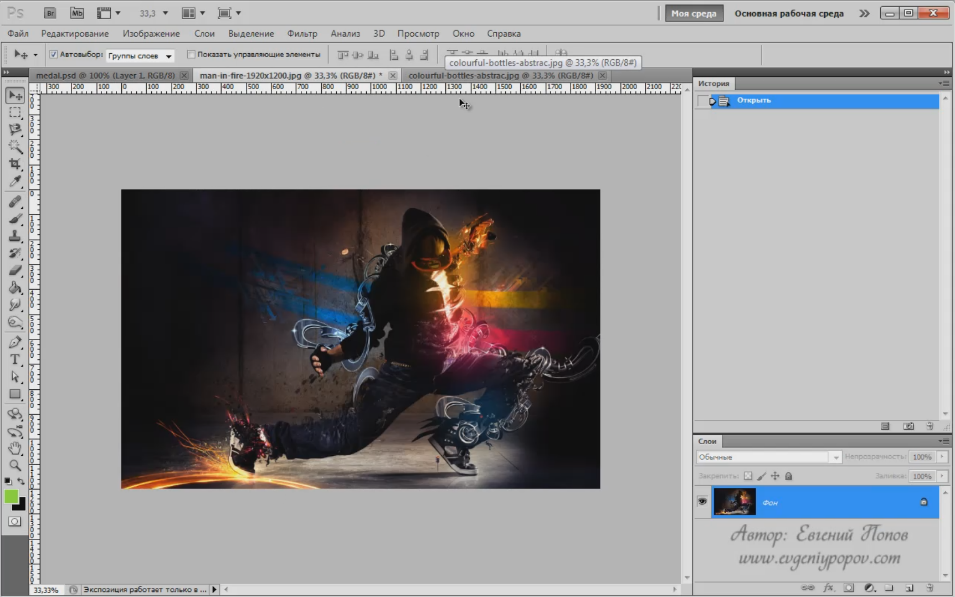 Ps Br Mb 33,3 Моя среда Основная рабочая среда
Файл Редактирование Изображение Слои Выделение Фильтр Анализ 3D Просмотр Окно Справка
Автовыбор: Группы слоев Показать управляющие элементы
colourful-bottles-abstrac.jpg @ 33,3% (RGB/8#)
medal.psd @ 100% (Layer 1, RGB/8) man-in-fire-1920x1200.jpg @ 33,3% (RGB/8#) * colourful-bottles-abstrac.jpg @ 33,3% (RGB/8#)
300 200 100 0 100 200 300 400 500 600 700 800 900 1000 1100 1200 1300 1400 1500 1600 1700 1800 1900 2000 2100
История
Открыть
Слои
Обычные Непрозрачность: 100%
Закрепить: Заливка: 100%
Фон
Автор: Евгений Попов
www.evgeniypopov.com
33,33% Экспозиция работает только в ...